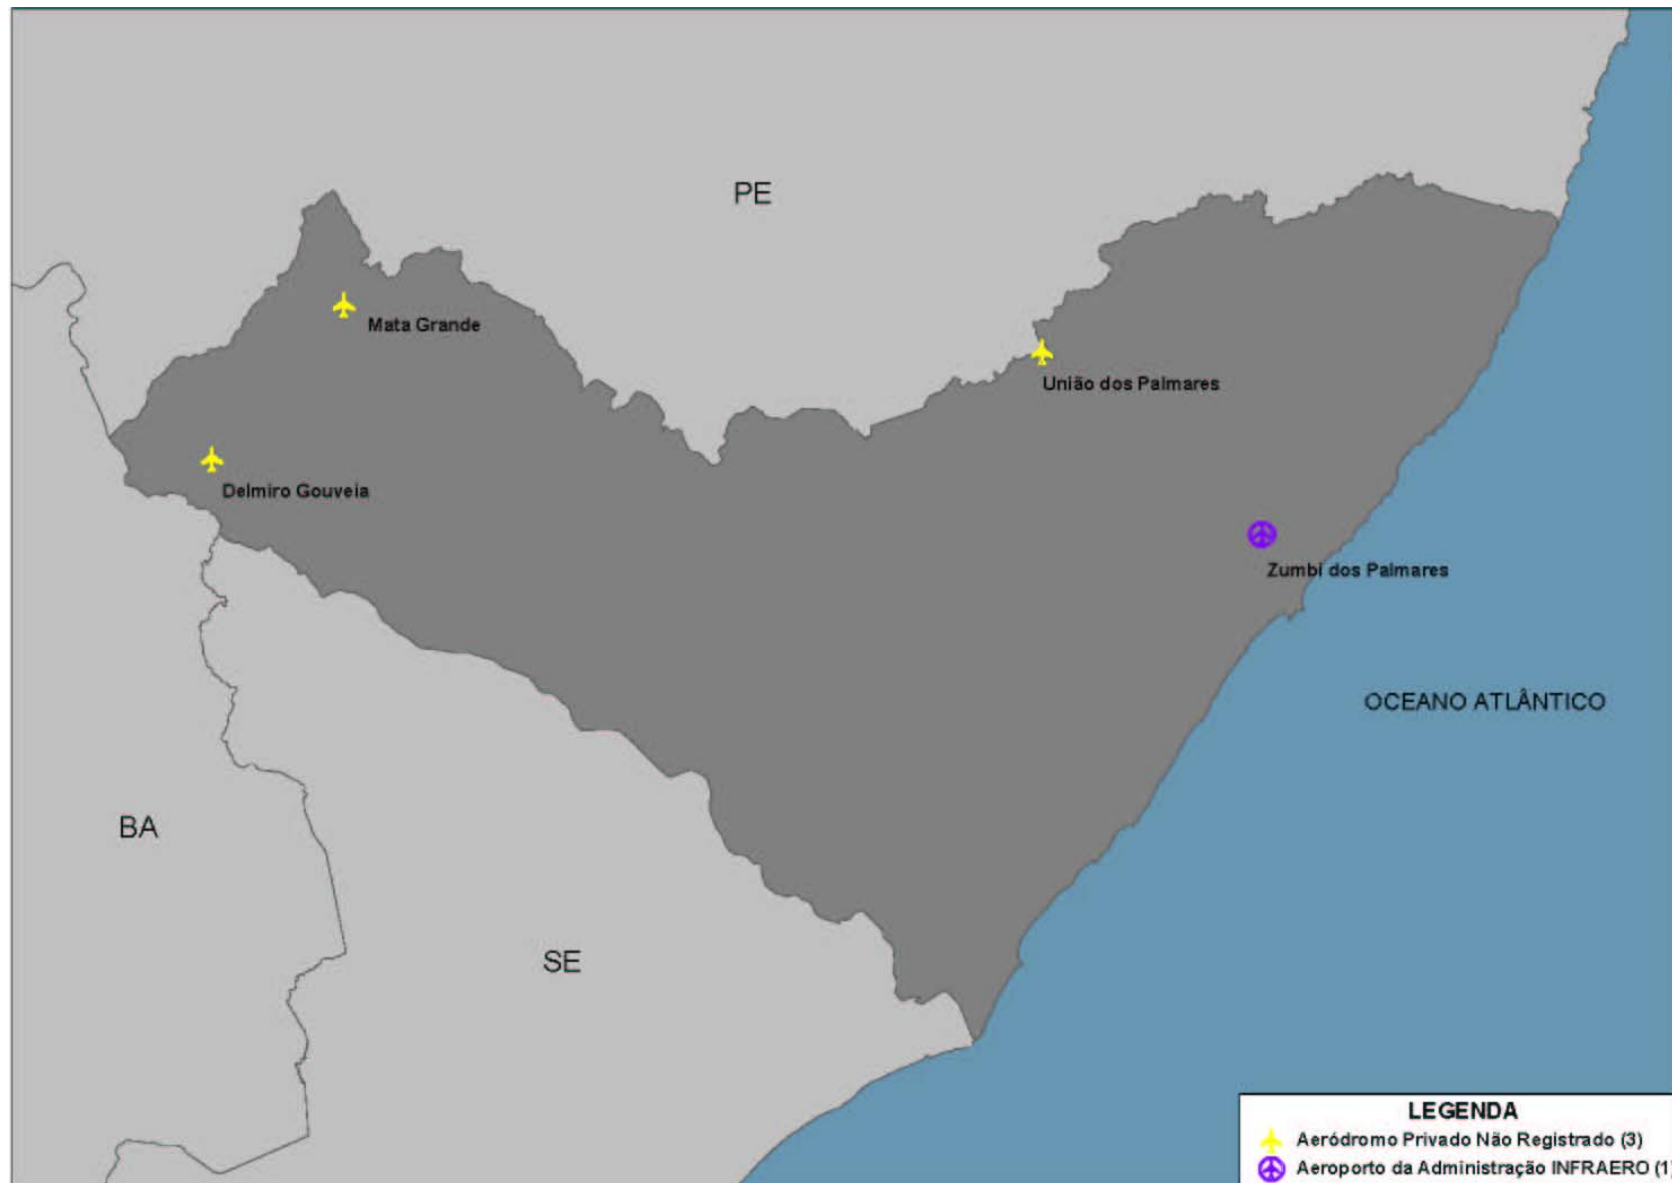 PE
Mata Grande
União dos Palmares
Delmiro Gouveia
Zumbi dos Palmares
OCEANO ATLÂNTICO
BA
SE
LEGENDA
Aeródromo Privado Não Registrado (3)
Aeroporto da Administração INFRAERO (1)